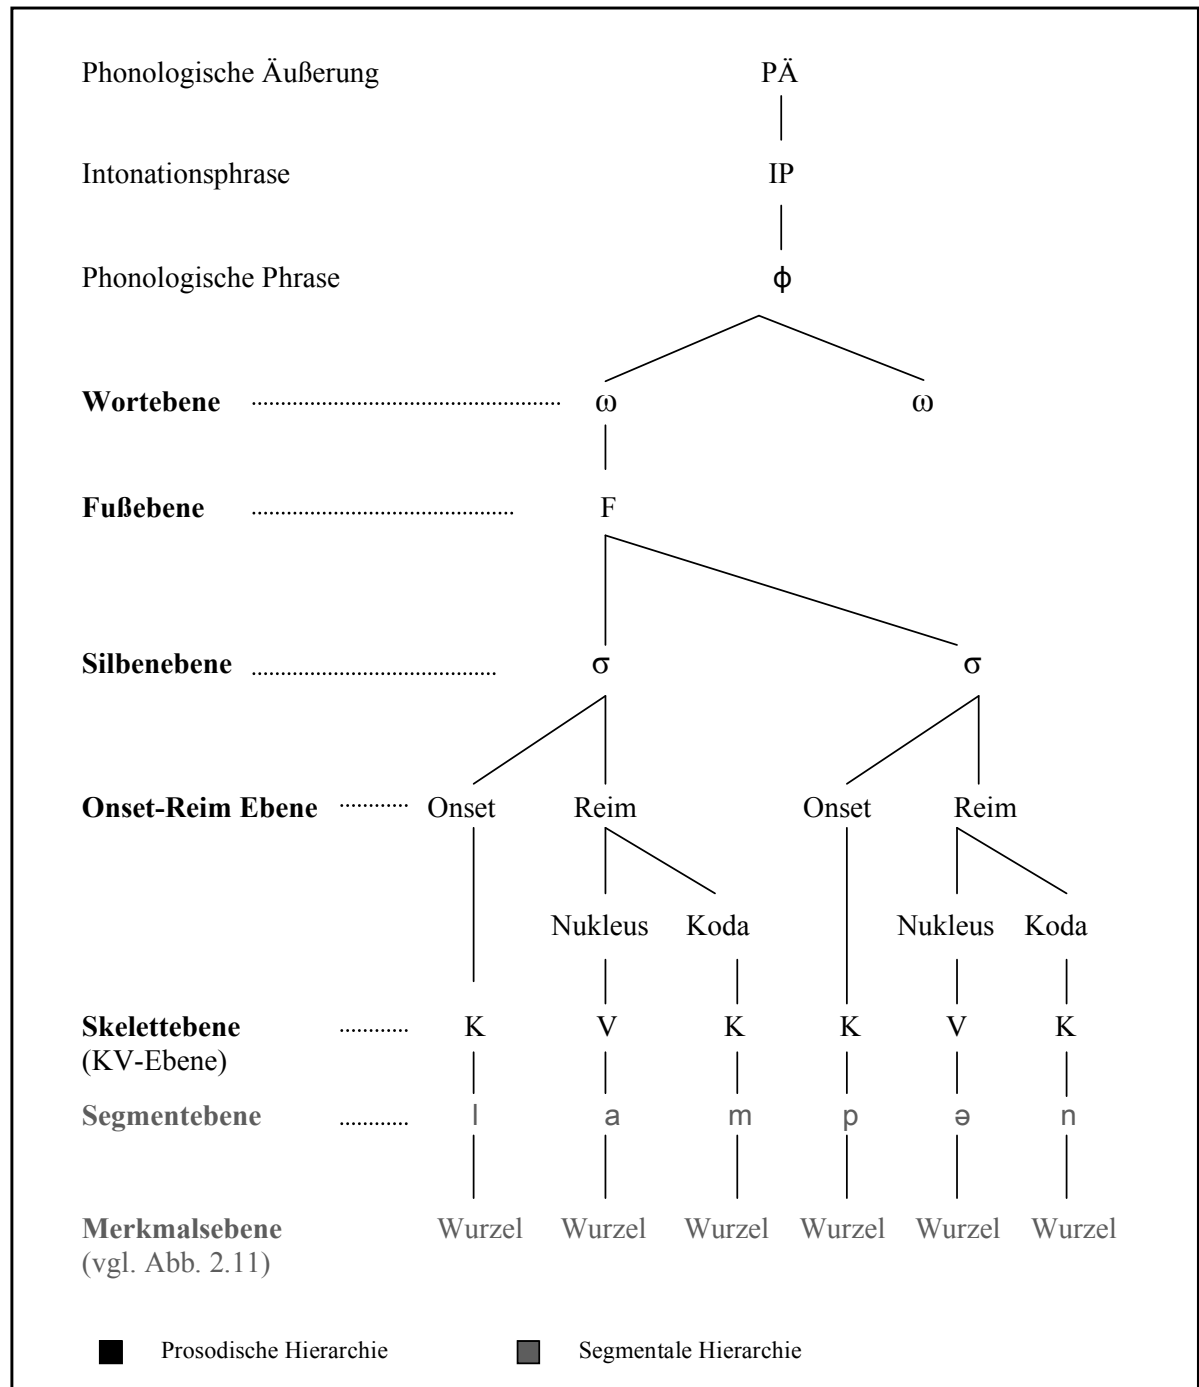 Phonologische Äußerung PÄ
Intonationsphrase IP
Phonologische Phrase ϕ
Wortebene ........................................................ ω ω
Fußebene ................................................ F
Silbenebene ............................................ σ σ
Onset-Reim Ebene ............ Onset Reim Onset Reim
Nukleus Koda Nukleus Koda
Skelettebene ............ K V K K V K
(KV-Ebene)
Segmentebene ............ l a m p ə n
Merkmalsebene Wurzel Wurzel Wurzel Wurzel Wurzel Wurzel
(vgl. Abb. 2.11)
Prosodische Hierarchie Segmentale Hierarchie